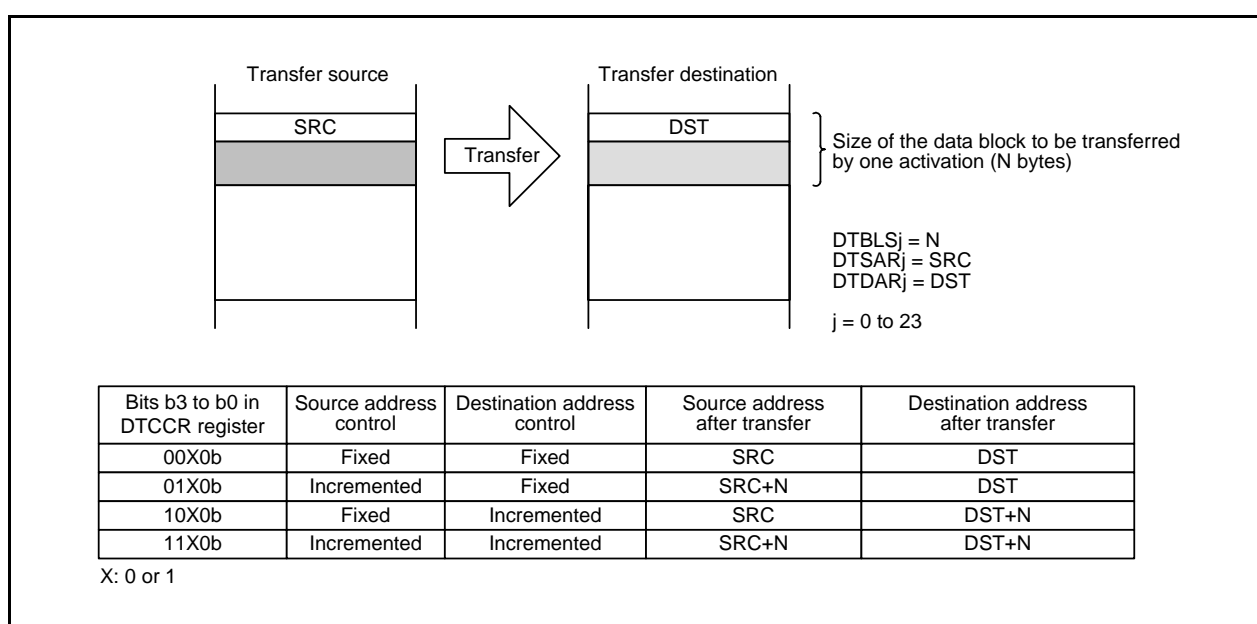 Transfer source
Transfer destination
SRC
Transfer
DST
Size of the data block to be transferred
by one activation (N bytes)
DTBLSj = N
DTSARj = SRC
DTDARj = DST
j = 0 to 23
Bits b3 to b0 in DTCCR register | Source address control | Destination address control | Source address after transfer | Destination address after transfer
00X0b | Fixed | Fixed | SRC | DST
01X0b | Incremented | Fixed | SRC+N | DST
10X0b | Fixed | Incremented | SRC | DST+N
11X0b | Incremented | Incremented | SRC+N | DST+N
X: 0 or 1